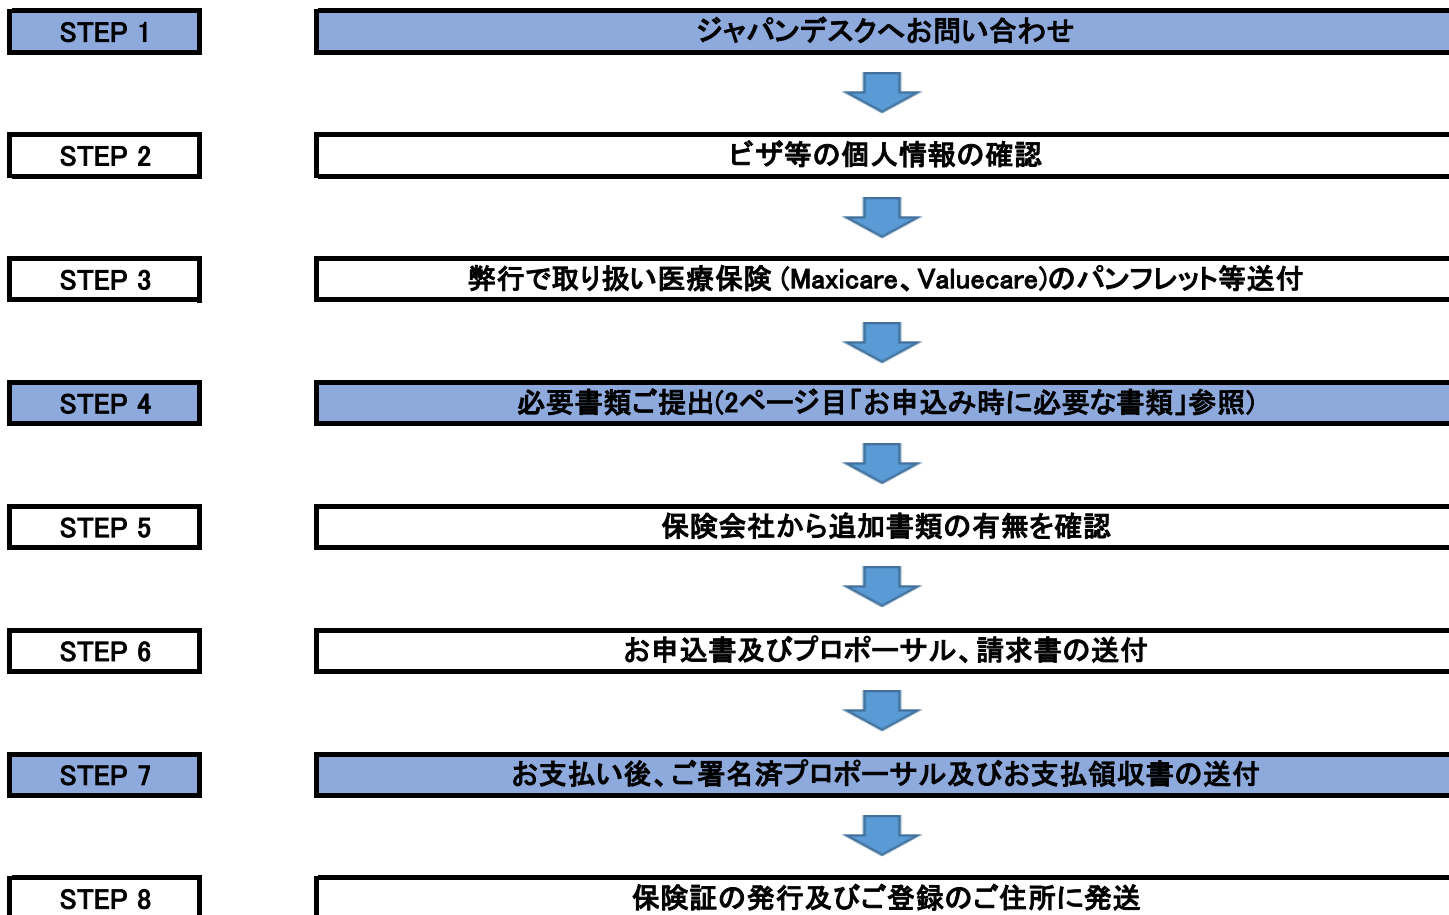 STEP 1 ジャパンデスクへお問い合わせ
STEP 2 ビザ等の個人情報の確認
STEP 3 弊行で取り扱い医療保険 (Maxicare、Valuecare)のパンフレット等送付
STEP 4 必要書類ご提出(2ページ目「お申込み時に必要な書類」参照)
STEP 5 保険会社から追加書類の有無を確認
STEP 6 お申込書及びプロポーサル、請求書の送付
STEP 7 お支払い後、ご署名済プロポーサル及びお支払領収書の送付
STEP 8 保険証の発行及びご登録のご住所に発送